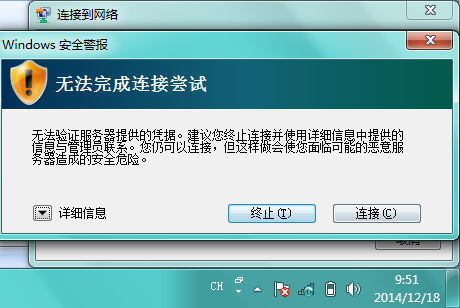 连接到网络
Windows 安全警报
无法完成连接尝试
无法验证服务器提供的凭据。建议您终止连接并使用详细信息中提供的
信息与管理员联系。您仍可以连接，但这样做会使您面临可能的恶意服
务器造成的安全危险。
详细信息
终止(T)
连接(C)
取消
CH
9:51
2014/12/18